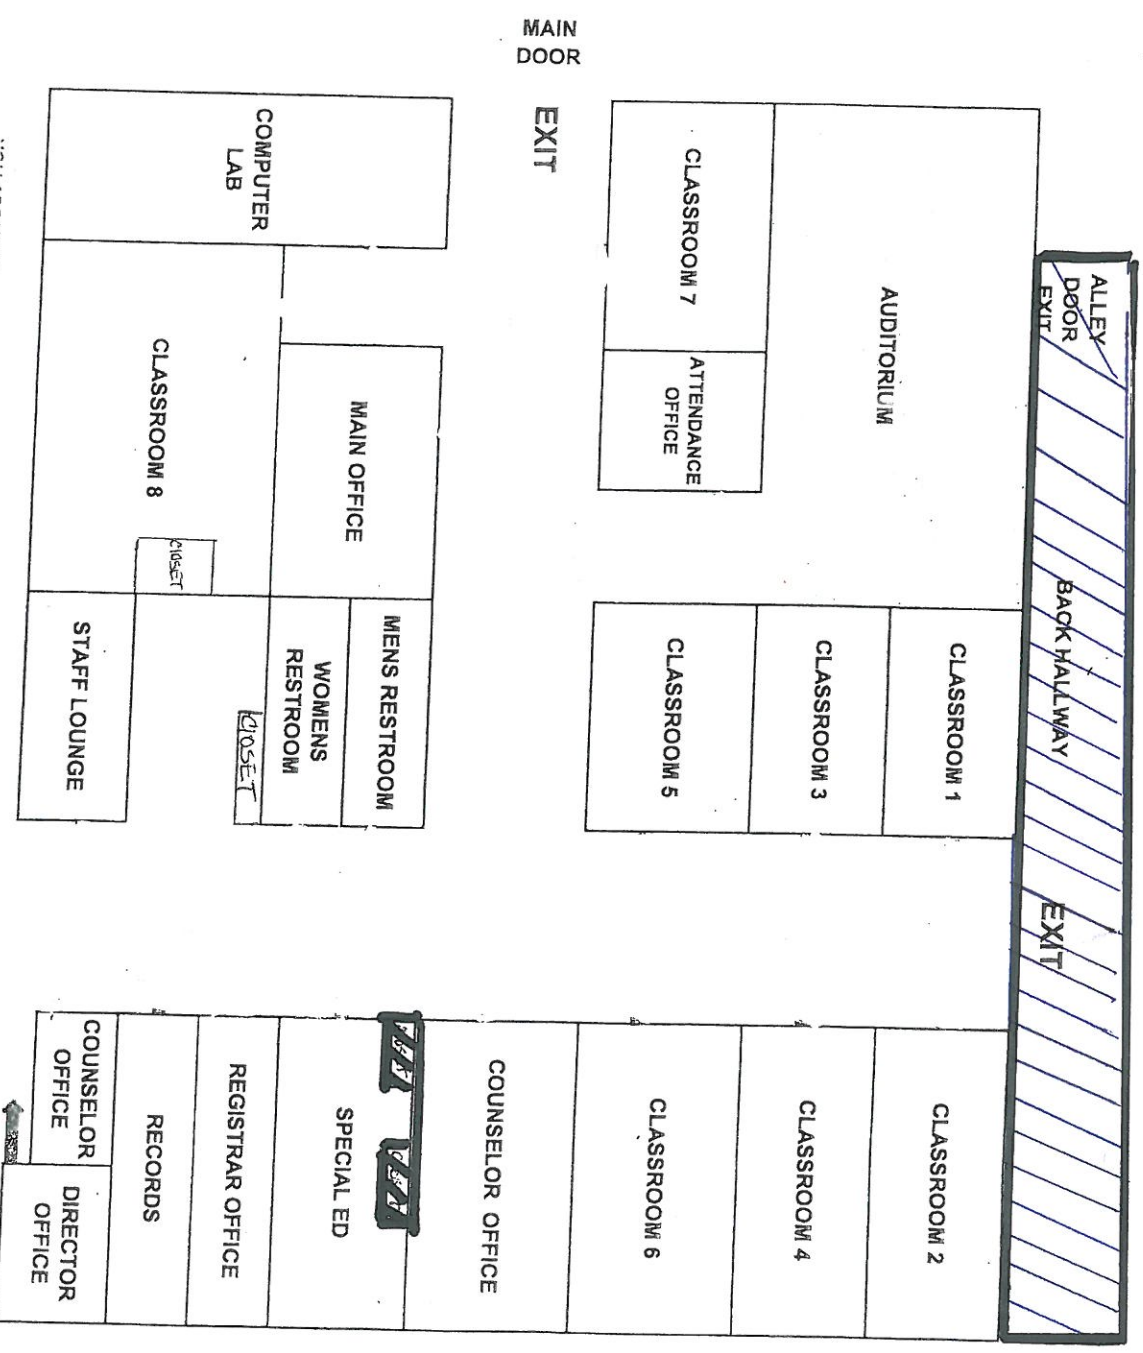 MAIN
DOOR
EXIT
ALLEY
DOOR
EXIT
BACK HALLWAY
EXIT
AUDITORIUM
CLASSROOM 7
ATTENDANCE
OFFICE
CLASSROOM 1
CLASSROOM 3
CLASSROOM 5
COMPUTER
LAB
MAIN OFFICE
CLASSROOM 8
CLOSET
MENS RESTROOM
WOMENS
RESTROOM
CLOSET
STAFF LOUNGE
CLASSROOM 2
CLASSROOM 4
CLASSROOM 6
COUNSELOR OFFICE
SPECIAL ED
REGISTRAR OFFICE
RECORDS
COUNSELOR
OFFICE
DIRECTOR
OFFICE